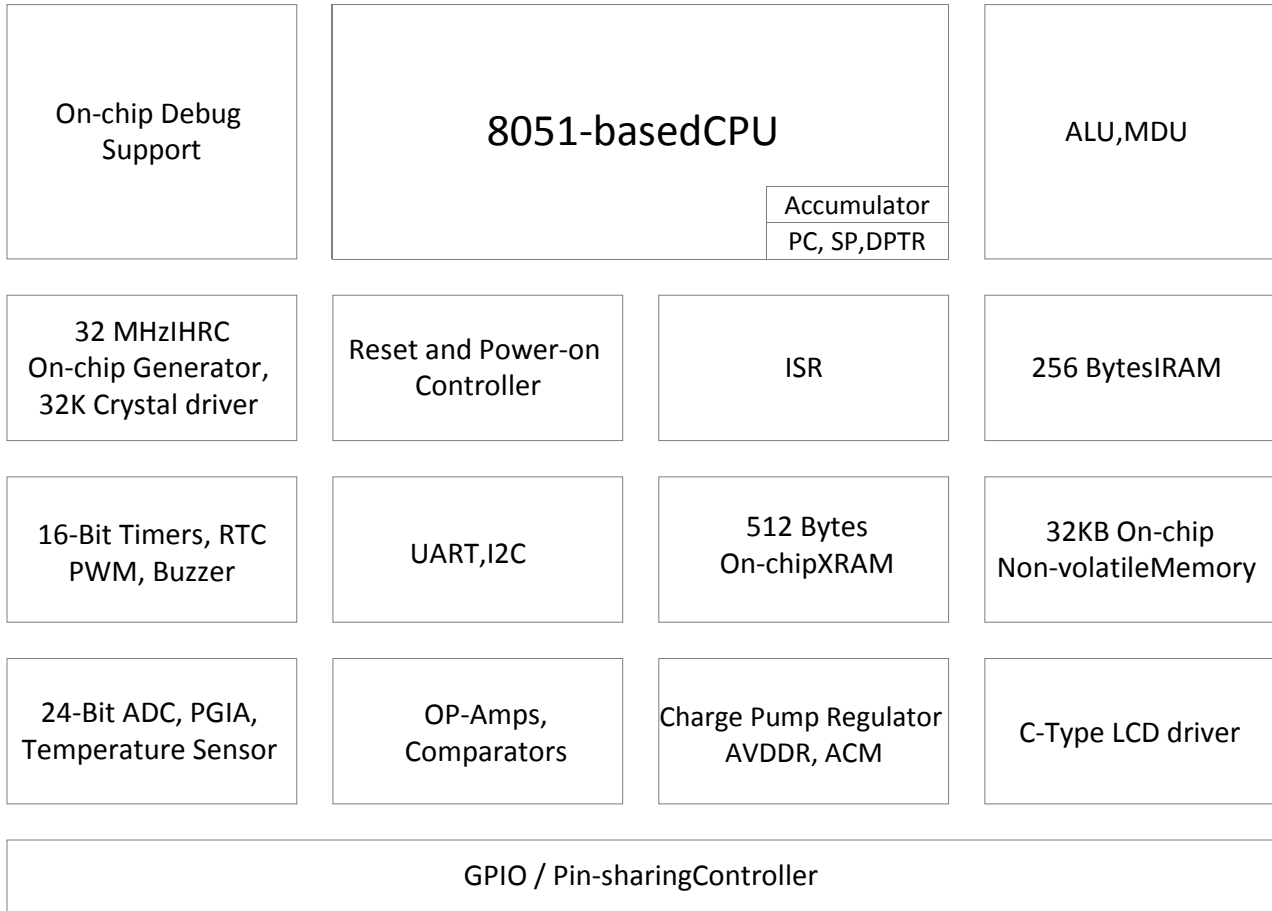 On-chip Debug
Support
8051-basedCPU
Accumulator
PC, SP,DPTR
ALU,MDU
32 MHzIHRC
On-chip Generator,
32K Crystal driver
Reset and Power-on
Controller
ISR
256 BytesIRAM
16-Bit Timers, RTC
PWM, Buzzer
UART,I2C
512 Bytes
On-chipXRAM
32KB On-chip
Non-volatileMemory
24-Bit ADC, PGIA,
Temperature Sensor
OP-Amps,
Comparators
Charge Pump Regulator
AVDDR, ACM
C-Type LCD driver
GPIO / Pin-sharingController